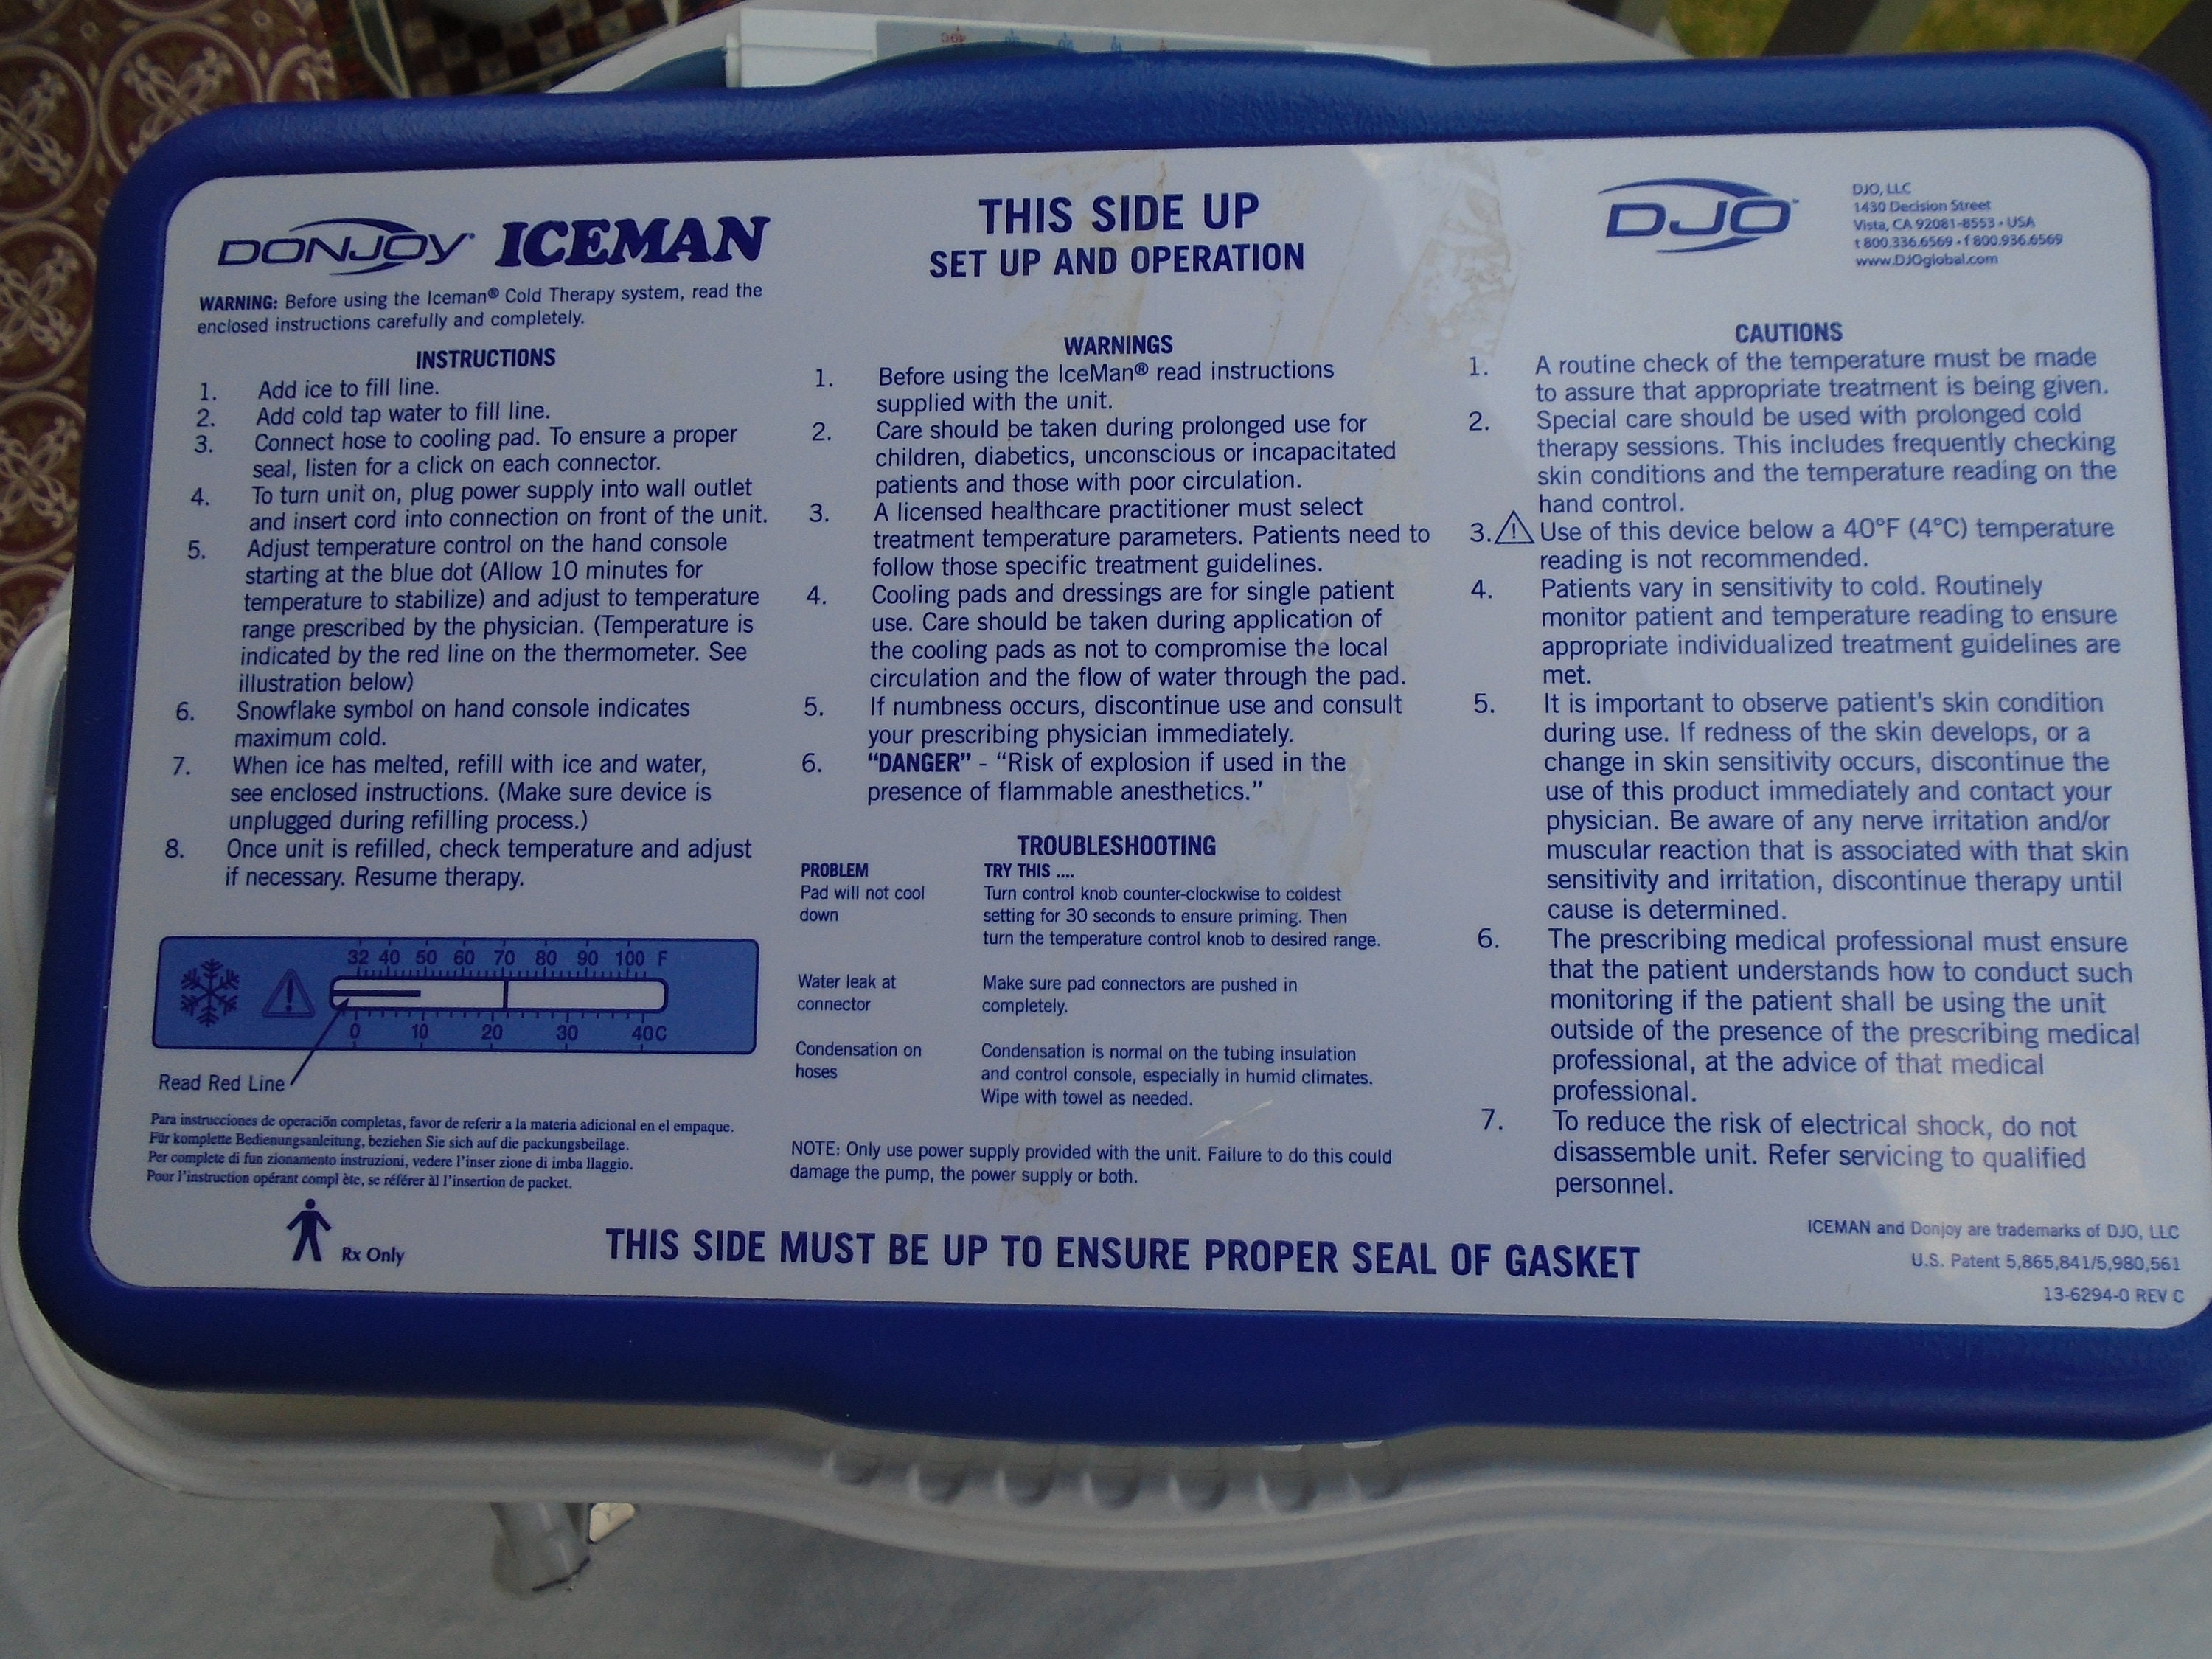 DONJOY® ICEMAN
WARNING: Before using the Iceman® Cold Therapy system, read the
enclosed instructions carefully and completely.
INSTRUCTIONS
1. Add ice to fill line.
2. Add cold tap water to fill line.
3. Connect hose to cooling pad. To ensure a proper
seal, listen for a click on each connector.
4. To turn unit on, plug power supply into wall outlet
and insert cord into connection on front of the unit.
5. Adjust temperature control on the hand console
starting at the blue dot (Allow 10 minutes for
temperature to stabilize) and adjust to temperature
range prescribed by the physician. (Temperature is
indicated by the red line on the thermometer. See
illustration below)
6. Snowflake symbol on hand console indicates
maximum cold.
7. When ice has melted, refill with ice and water,
see enclosed instructions. (Make sure device is
unplugged during refilling process.)
8. Once unit is refilled, check temperature and adjust
if necessary. Resume therapy.
32 40 50 60 70 80 90 100 F
0 10 20 30 40C
Read Red Line
Para instrucciones de operación completas, favor de referir a la materia adicional en el empaque.
Für komplette Bedienungsanleitung, beziehen Sie sich auf die packungsbeilage.
Per complete di fun zionamento instruzioni, vedere l'inser zione di imba llaggio.
Pour l'instruction opérant compl ète, se référer àl l'insertion de packet.
Rx Only
THIS SIDE UP
SET UP AND OPERATION
WARNINGS
1. Before using the IceMan® read instructions
supplied with the unit.
2. Care should be taken during prolonged use for
children, diabetics, unconscious or incapacitated
patients and those with poor circulation.
3. A licensed healthcare practitioner must select
treatment temperature parameters. Patients need to
follow those specific treatment guidelines.
4. Cooling pads and dressings are for single patient
use. Care should be taken during application of
the cooling pads as not to compromise the local
circulation and the flow of water through the pad.
5. If numbness occurs, discontinue use and consult
your prescribing physician immediately.
6. “DANGER” - “Risk of explosion if used in the
presence of flammable anesthetics.”
TROUBLESHOOTING
PROBLEM TRY THIS ....
Pad will not cool Turn control knob counter-clockwise to coldest
down setting for 30 seconds to ensure priming. Then
turn the temperature control knob to desired range.
Water leak at Make sure pad connectors are pushed in
connector completely.
Condensation on Condensation is normal on the tubing insulation
hoses and control console, especially in humid climates.
Wipe with towel as needed.
NOTE: Only use power supply provided with the unit. Failure to do this could
damage the pump, the power supply or both.
DJO™
DJO, LLC
1430 Decision Street
Vista, CA 92081-8553 • USA
t 800.336.6569 • f 800.936.6569
www.DJOglobal.com
CAUTIONS
1. A routine check of the temperature must be made
to assure that appropriate treatment is being given.
2. Special care should be used with prolonged cold
therapy sessions. This includes frequently checking
skin conditions and the temperature reading on the
hand control.
3. Use of this device below a 40°F (4°C) temperature
reading is not recommended.
4. Patients vary in sensitivity to cold. Routinely
monitor patient and temperature reading to ensure
appropriate individualized treatment guidelines are
met.
5. It is important to observe patient's skin condition
during use. If redness of the skin develops, or a
change in skin sensitivity occurs, discontinue the
use of this product immediately and contact your
physician. Be aware of any nerve irritation and/or
muscular reaction that is associated with that skin
sensitivity and irritation, discontinue therapy until
cause is determined.
6. The prescribing medical professional must ensure
that the patient understands how to conduct such
monitoring if the patient shall be using the unit
outside of the presence of the prescribing medical
professional, at the advice of that medical
professional.
7. To reduce the risk of electrical shock, do not
disassemble unit. Refer servicing to qualified
personnel.
THIS SIDE MUST BE UP TO ENSURE PROPER SEAL OF GASKET
ICEMAN and Donjoy are trademarks of DJO, LLC
U.S. Patent 5,865,841/5,980,561
13-6294-0 REV C